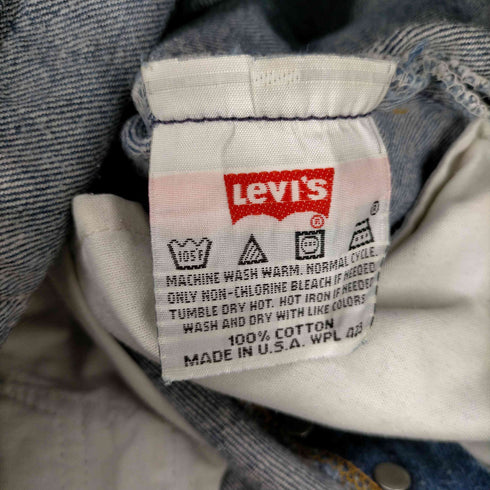 Levi's ®
105°F
®
MACHINE WASH WARM. NORMAL CYCLE.
ONLY NON-CHLORINE BLEACH IF NEEDED
TUMBLE DRY HOT. HOT IRON IF NEEDED
WASH AND DRY WITH LIKE COLORS
100% COTTON
MADE IN U.S.A. WPL 423